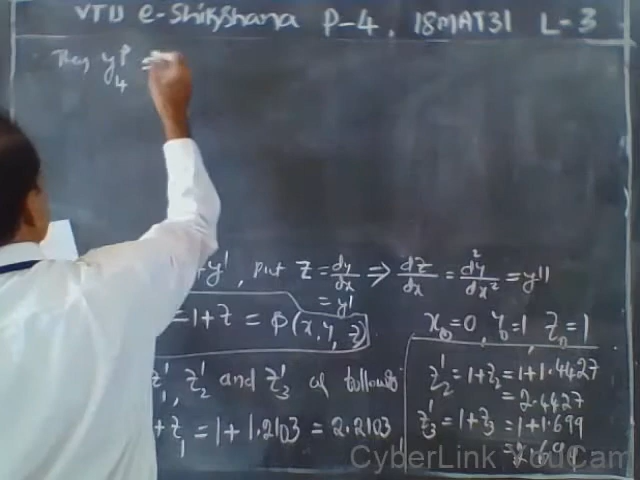 VTU e-Shikshana P-4. 18MAT31 L-3
Then y₄ᴾ =
+y', put z = dy/dx ⇒ dz/dx = d²y/dx² = y''
= y'
= 1+z = φ(x, y, z)
x₀=0, y₀=1, z₀=1
z₁', z₂' and z₃' as follows
+z₁ = 1+1.2103 = 2.2103
z₂' = 1+z₂ = 1+1.4427
= 2.4427
z₃' = 1+z₃ = 1+1.699
= 2.699
CyberLink YouCam